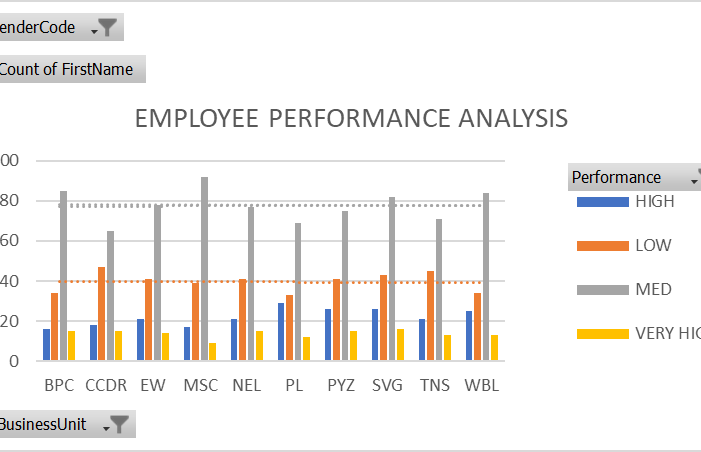 enderCode
Count of FirstName
EMPLOYEE PERFORMANCE ANALYSIS
00
80
60
40
20
0
BPC CCDR EW MSC NEL PL PYZ SVG TNS WBL
Performance
HIGH
LOW
MED
VERY HIG
BusinessUnit